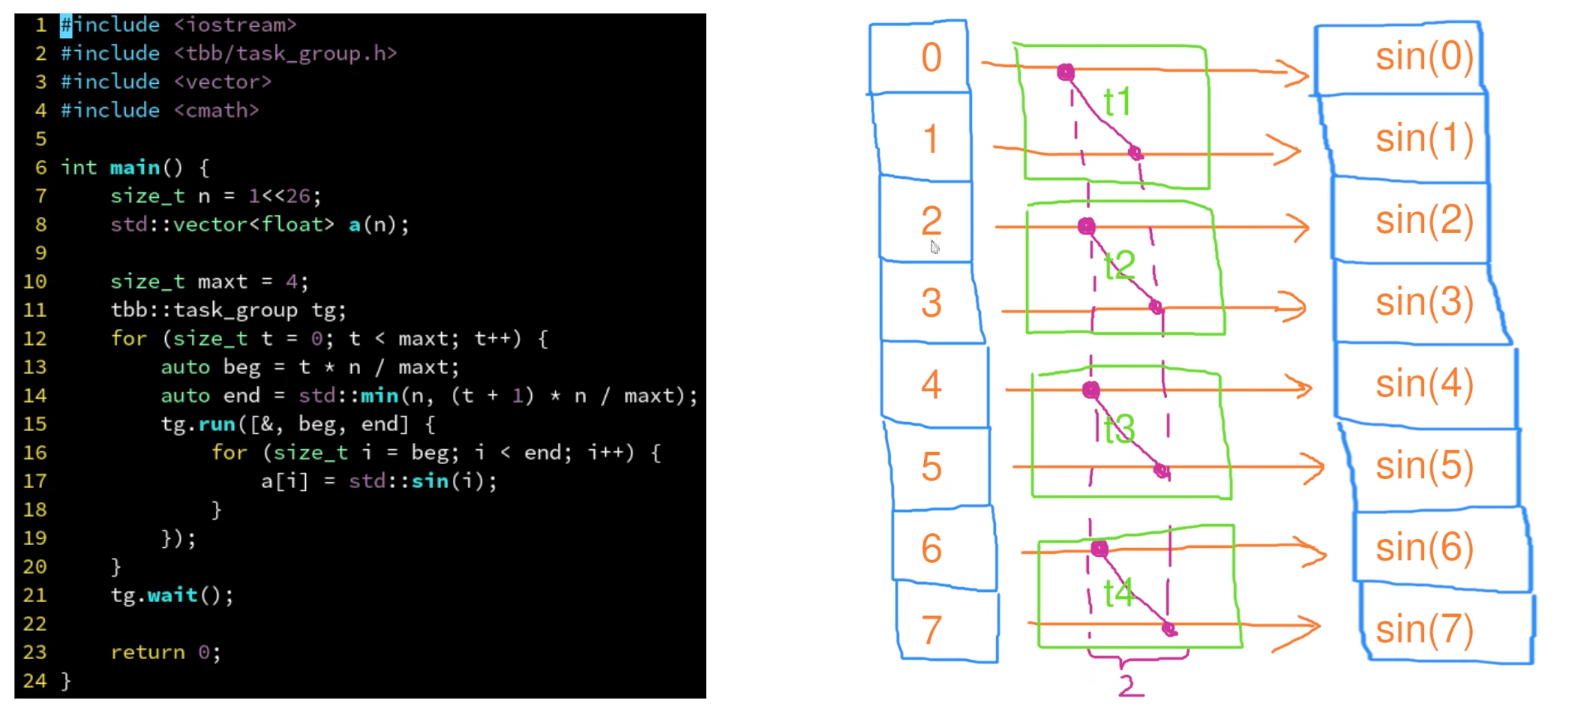 1 #include <iostream>
2 #include <tbb/task_group.h>
3 #include <vector>
4 #include <cmath>
5
6 int main() {
7     size_t n = 1<<26;
8     std::vector<float> a(n);
9
10     size_t maxt = 4;
11     tbb::task_group tg;
12     for (size_t t = 0; t < maxt; t++) {
13         auto beg = t * n / maxt;
14         auto end = std::min(n, (t + 1) * n / maxt);
15         tg.run([&, beg, end] {
16             for (size_t i = beg; i < end; i++) {
17                 a[i] = std::sin(i);
18             }
19         });
20     }
21     tg.wait();
22
23     return 0;
24 }
0 sin(0)
t1
1 sin(1)
2 sin(2)
t2
3 sin(3)
4 sin(4)
t3
5 sin(5)
6 sin(6)
t4
7 sin(7)
2